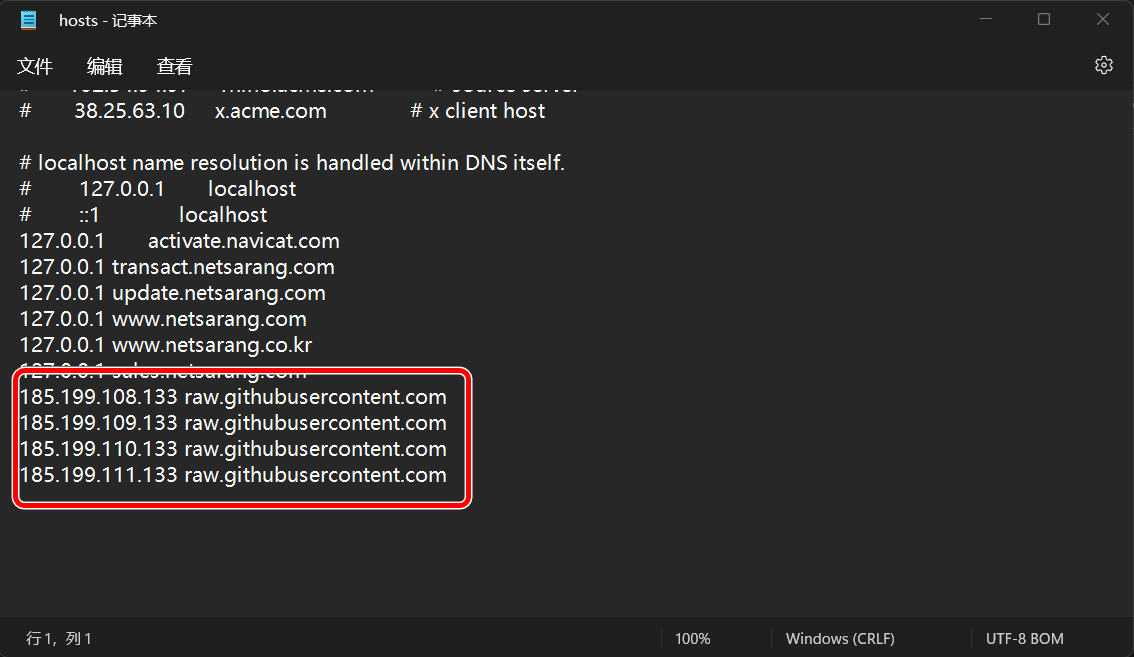 hosts - 记事本
文件 编辑 查看
# 38.25.63.10 x.acme.com # x client host
# localhost name resolution is handled within DNS itself.
# 127.0.0.1 localhost
# ::1 localhost
127.0.0.1 activate.navicat.com
127.0.0.1 transact.netsarang.com
127.0.0.1 update.netsarang.com
127.0.0.1 www.netsarang.com
127.0.0.1 www.netsarang.co.kr
127.0.0.1 sales.netsarang.com
185.199.108.133 raw.githubusercontent.com
185.199.109.133 raw.githubusercontent.com
185.199.110.133 raw.githubusercontent.com
185.199.111.133 raw.githubusercontent.com
行 1，列 1 100% Windows (CRLF) UTF-8 BOM